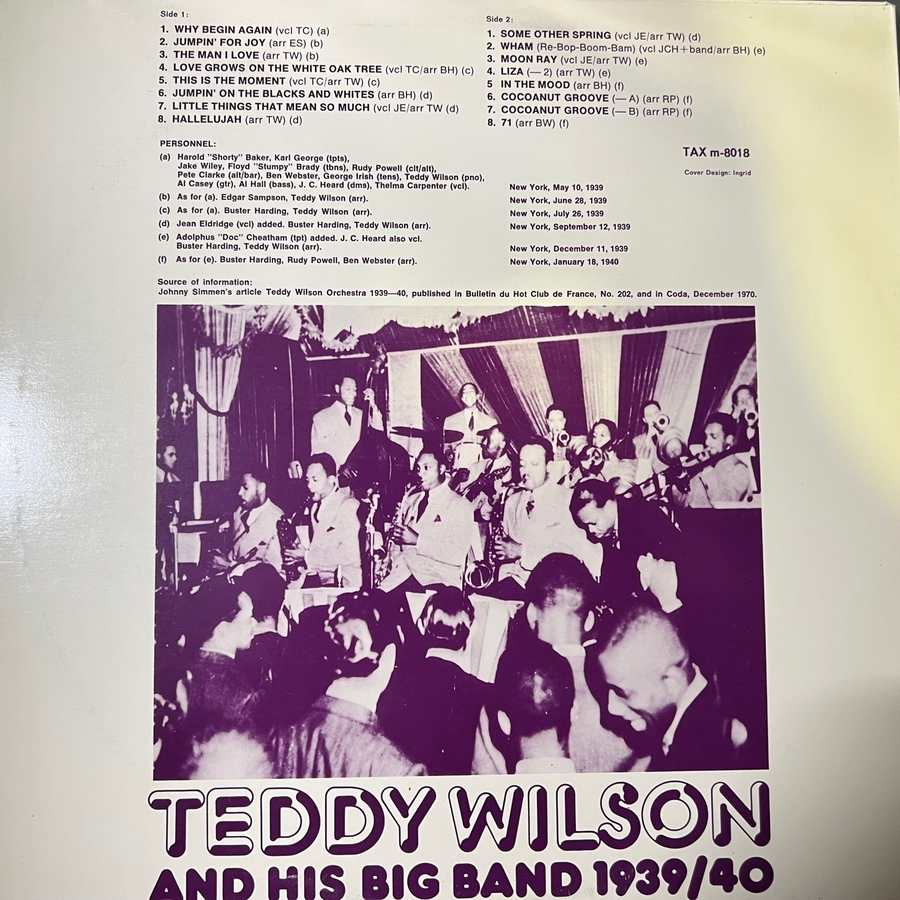 Side 1:
1. WHY BEGIN AGAIN (vcl TC) (a)
2. JUMPIN' FOR JOY (arr ES) (b)
3. THE MAN I LOVE (arr TW) (b)
4. LOVE GROWS ON THE WHITE OAK TREE (vcl TC/arr BH) (c)
5. THIS IS THE MOMENT (vcl TC/arr TW) (c)
6. JUMPIN' ON THE BLACKS AND WHITES (arr BH) (d)
7. LITTLE THINGS THAT MEAN SO MUCH (vcl JE/arr TW (d)
8. HALLELUJAH (arr TW) (d)
Side 2:
1. SOME OTHER SPRING (vcl JE/arr TW) (d)
2. WHAM (Re-Bop-Boom-Bam) (vcl JCH+band/arr BH) (e)
3. MOON RAY (vcl JE/arr TW) (e)
4. LIZA (— 2) (arr TW) (e)
5 IN THE MOOD (arr BH) (f)
6. COCOANUT GROOVE (— A) (arr RP) (f)
7. COCOANUT GROOVE (— B) (arr RP) (f)
8. 71 (arr BW) (f)
TAX m-8018
Cover Design: Ingrid
PERSONNEL:
(a) Harold "Shorty" Baker, Karl George (tpts),
Jake Wiley, Floyd "Stumpy" Brady (tbns), Rudy Powell (clt/alt),
Pete Clarke (alt/bar), Ben Webster, George Irish (tens), Teddy Wilson (pno),
Al Casey (gtr), Al Hall (bass), J. C. Heard (dms), Thelma Carpenter (vcl). New York, May 10, 1939
(b) As for (a). Edgar Sampson, Teddy Wilson (arr). New York, June 28, 1939
(c) As for (a). Buster Harding, Teddy Wilson (arr). New York, July 26, 1939
(d) Jean Eldridge (vcl) added. Buster Harding, Teddy Wilson (arr). New York, September 12, 1939
(e) Adolphus "Doc" Cheatham (tpt) added. J. C. Heard also vcl.
Buster Harding, Teddy Wilson (arr). New York, December 11, 1939
(f) As for (e). Buster Harding, Rudy Powell, Ben Webster (arr). New York, January 18, 1940
Source of information:
Johnny Simmen's article Teddy Wilson Orchestra 1939—40, published in Bulletin du Hot Club de France, No. 202, and in Coda, December 1970.
TEDDY WILSON
AND HIS BIG BAND 1939/40